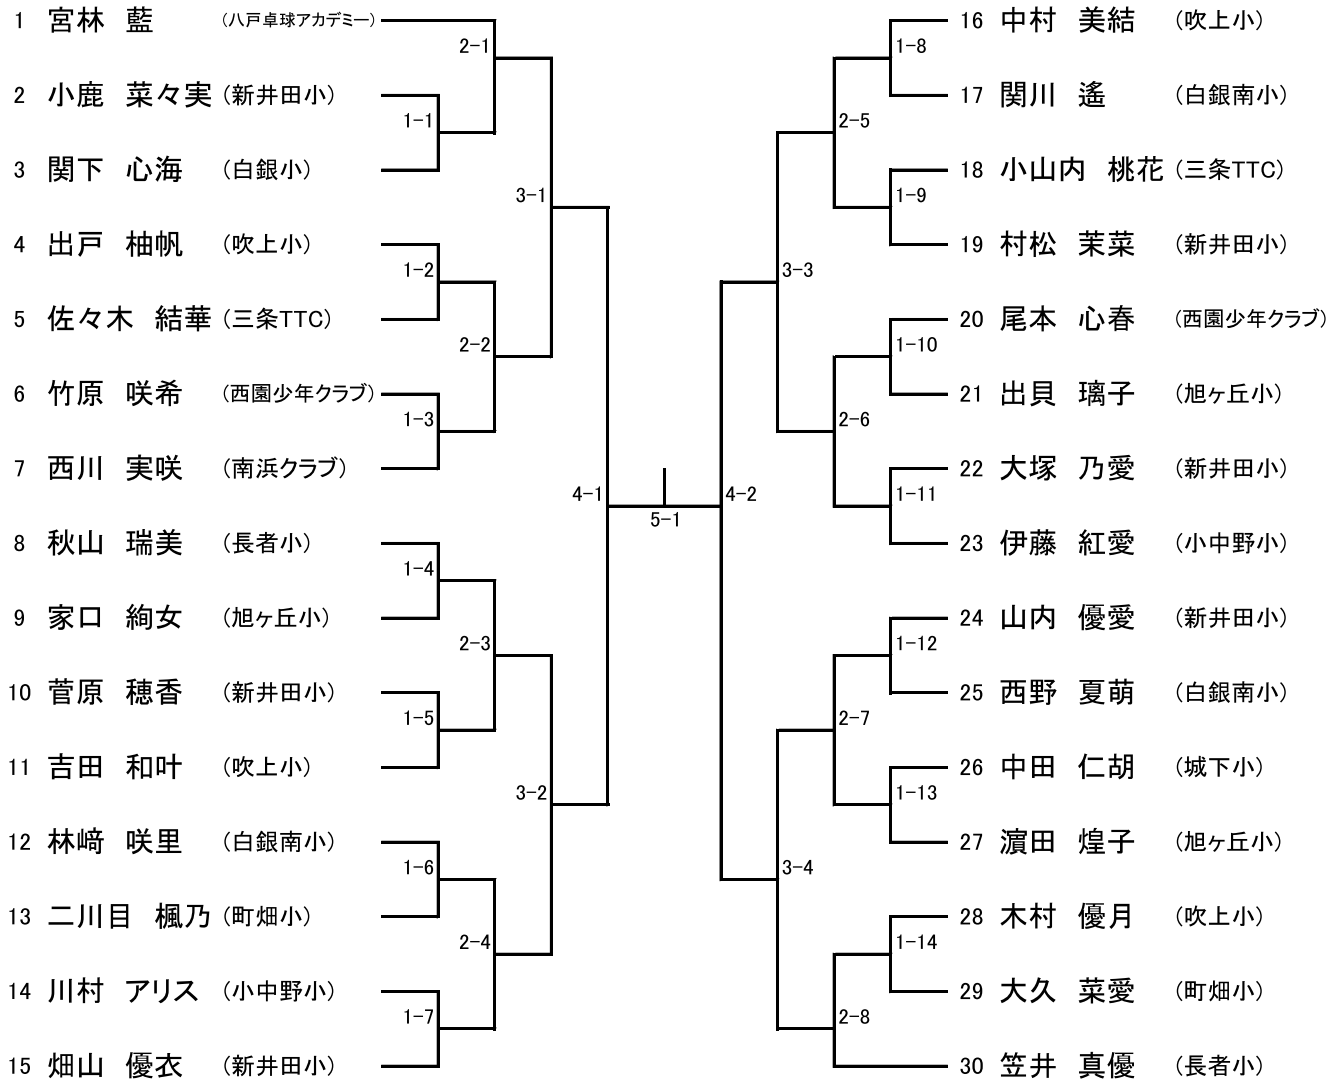 1 宮林 藍 (八戸卓球アカデミー)
2 小鹿 菜々実 (新井田小)
3 関下 心海 (白銀小)
4 出戸 柚帆 (吹上小)
5 佐々木 結華 (三条TTC)
6 竹原 咲希 (西園少年クラブ)
7 西川 実咲 (南浜クラブ)
8 秋山 瑞美 (長者小)
9 家口 絢女 (旭ヶ丘小)
10 菅原 穂香 (新井田小)
11 吉田 和叶 (吹上小)
12 林﨑 咲里 (白銀南小)
13 二川目 楓乃 (町畑小)
14 川村 アリス (小中野小)
15 畑山 優衣 (新井田小)
2-1
1-1
3-1
1-2
2-2
1-3
4-1
1-4
2-3
1-5
3-2
1-6
2-4
1-7
5-1
1-8
2-5
1-9
3-3
1-10
2-6
1-11
4-2
1-12
2-7
1-13
3-4
1-14
2-8
16 中村 美結 (吹上小)
17 関川 遙 (白銀南小)
18 小山内 桃花 (三条TTC)
19 村松 茉菜 (新井田小)
20 尾本 心春 (西園少年クラブ)
21 出貝 璃子 (旭ヶ丘小)
22 大塚 乃愛 (新井田小)
23 伊藤 紅愛 (小中野小)
24 山内 優愛 (新井田小)
25 西野 夏萌 (白銀南小)
26 中田 仁胡 (城下小)
27 濵田 煌子 (旭ヶ丘小)
28 木村 優月 (吹上小)
29 大久 菜愛 (町畑小)
30 笠井 真優 (長者小)